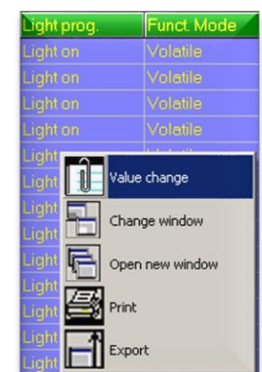 Light prog. Funct. Mode
Light on Volatile
Light on Volatile
Light on Volatile
Light on Volatile
Light
Light Value change
Light
Light Change window
Light Open new window
Light
Light Print
Light
Light Export